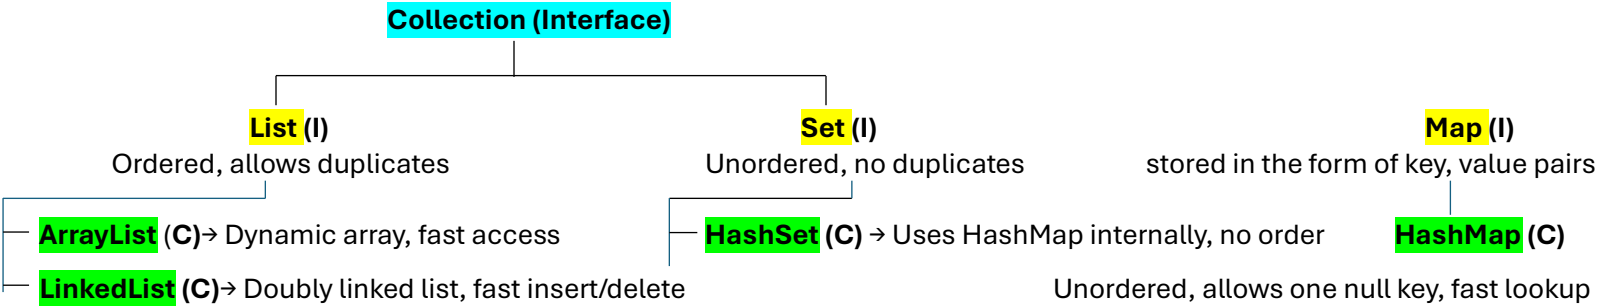 Collection (Interface)
List (I)
Ordered, allows duplicates
ArrayList (C)→ Dynamic array, fast access
LinkedList (C)→ Doubly linked list, fast insert/delete
Set (I)
Unordered, no duplicates
HashSet (C) → Uses HashMap internally, no order
Map (I)
stored in the form of key, value pairs
HashMap (C)
Unordered, allows one null key, fast lookup